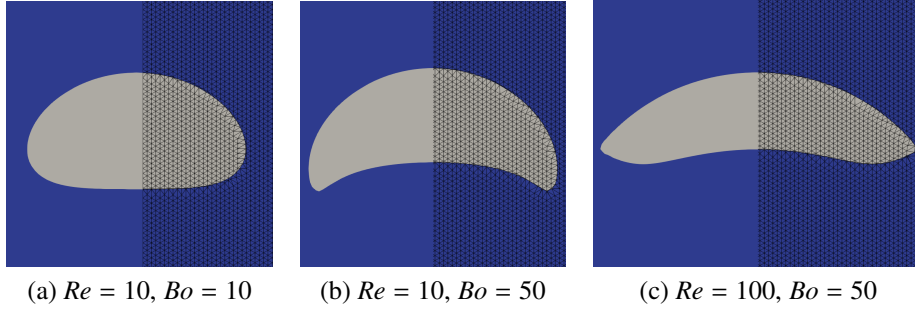 (a) Re = 10, Bo = 10
(b) Re = 10, Bo = 50
(c) Re = 100, Bo = 50